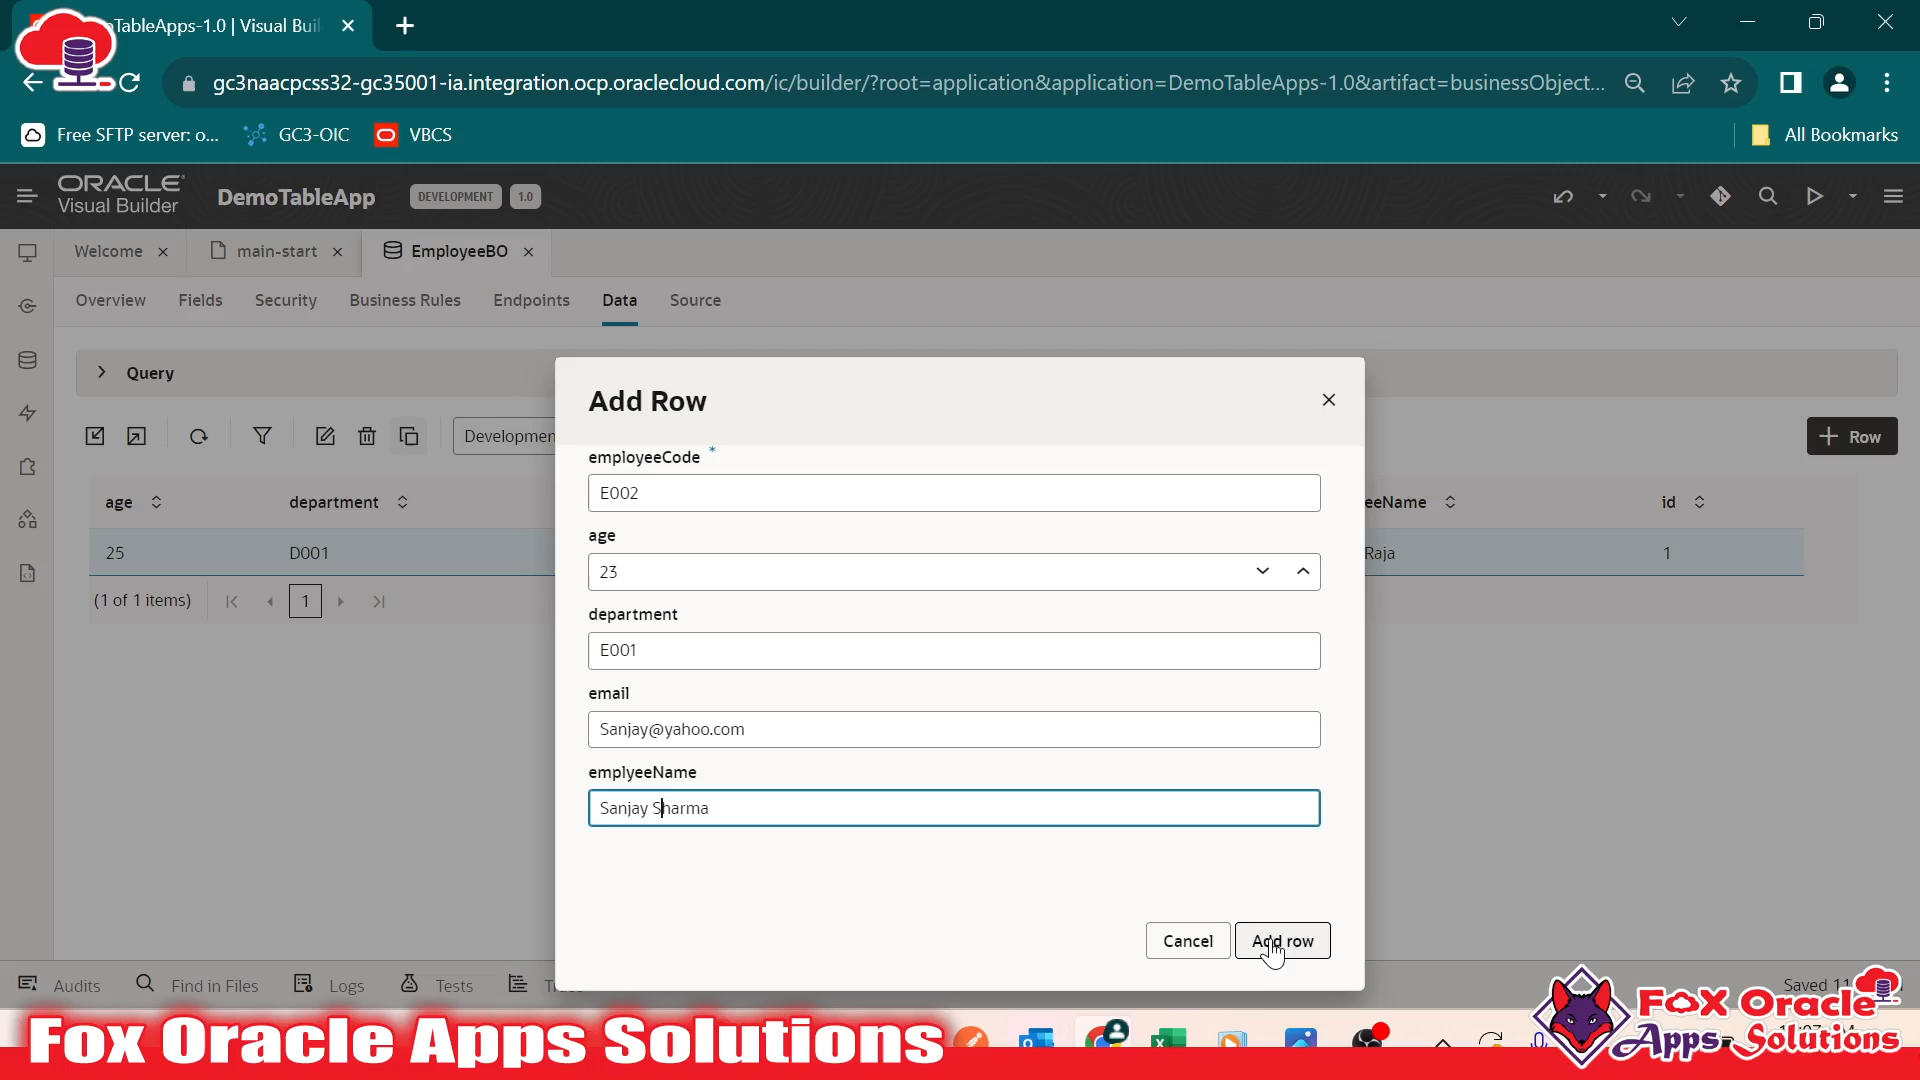 TableApps-1.0 | Visual Buil
gc3naacpcss32-gc35001-ia.integration.ocp.oraclecloud.com/ic/builder/?root=application&application=DemoTableApps-1.0&artifact=businessObject...
Free SFTP server: o...
GC3-OIC
VBCS
All Bookmarks
ORACLE
Visual Builder
DemoTableApp
DEVELOPMENT
1.0
Welcome
main-start
EmployeeBO
Overview
Fields
Security
Business Rules
Endpoints
Data
Source
Query
Developmen
Row
age
department
eeName
id
25
D001
Raja
1
(1 of 1 items)
1
Add Row
employeeCode *
E002
age
23
department
E001
email
Sanjay@yahoo.com
emplyeeName
Sanjay Sharma
Cancel
Add row
Audits
Find in Files
Logs
Tests
Saved
Fox Oracle Apps Solutions
FoX Oracle
Apps Solutions